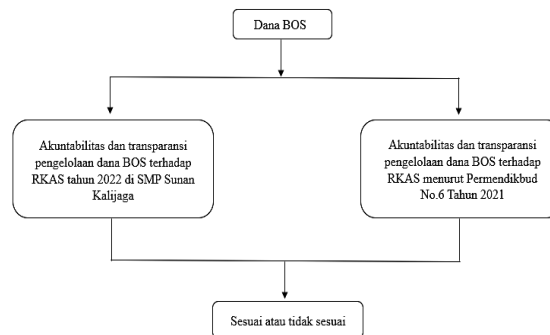 Dana BOS
Akuntabilitas dan transparansi
pengelolaan dana BOS terhadap
RKAS tahun 2022 di SMP Sunan
Kalijaga
Akuntabilitas dan transparansi
pengelolaan dana BOS terhadap
RKAS menurut Permendikbud
No.6 Tahun 2021
Sesuai atau tidak sesuai